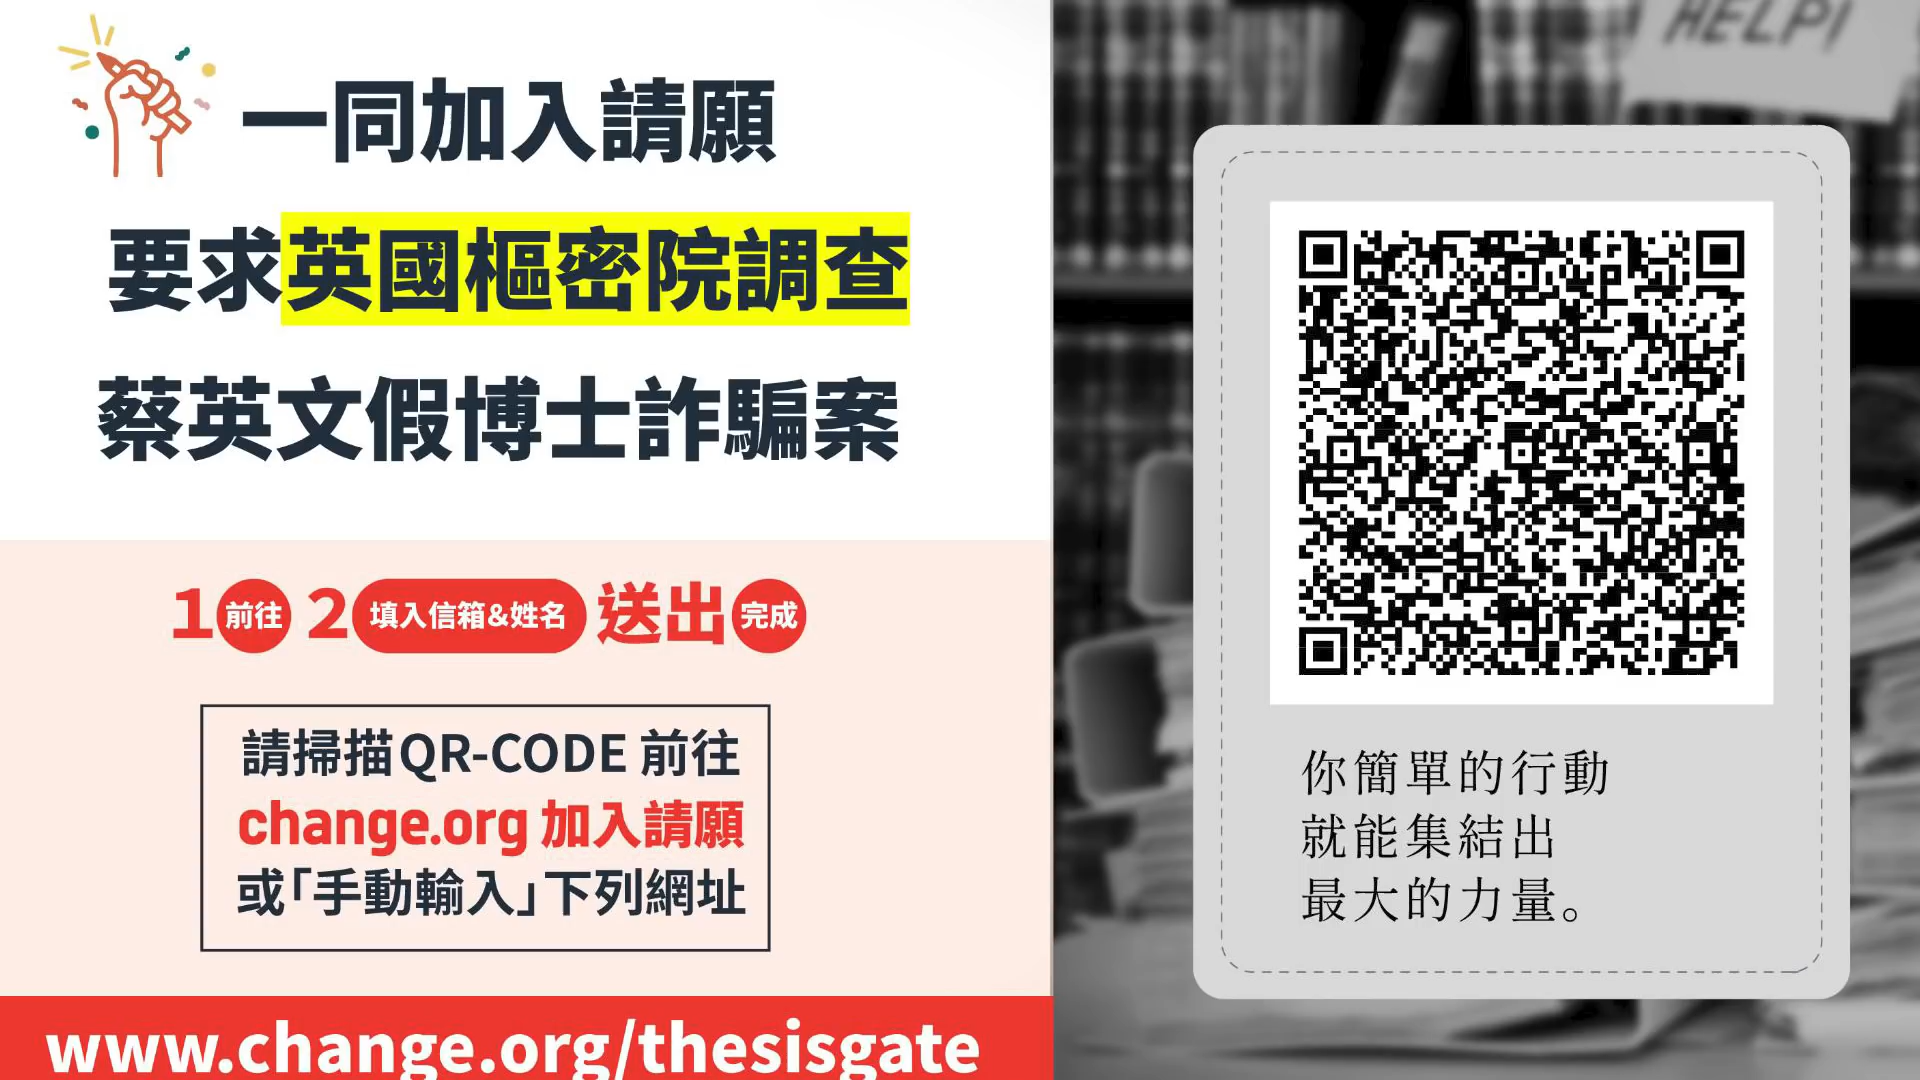 一同加入請願
要求英國樞密院調查
蔡英文假博士詐騙案
1 前往 2 填入信箱&姓名 送出 完成
請掃描QR-CODE 前往
change.org 加入請願
或「手動輸入」下列網址
www.change.org/thesisgate
HELP!
你簡單的行動
就能集結出
最大的力量。